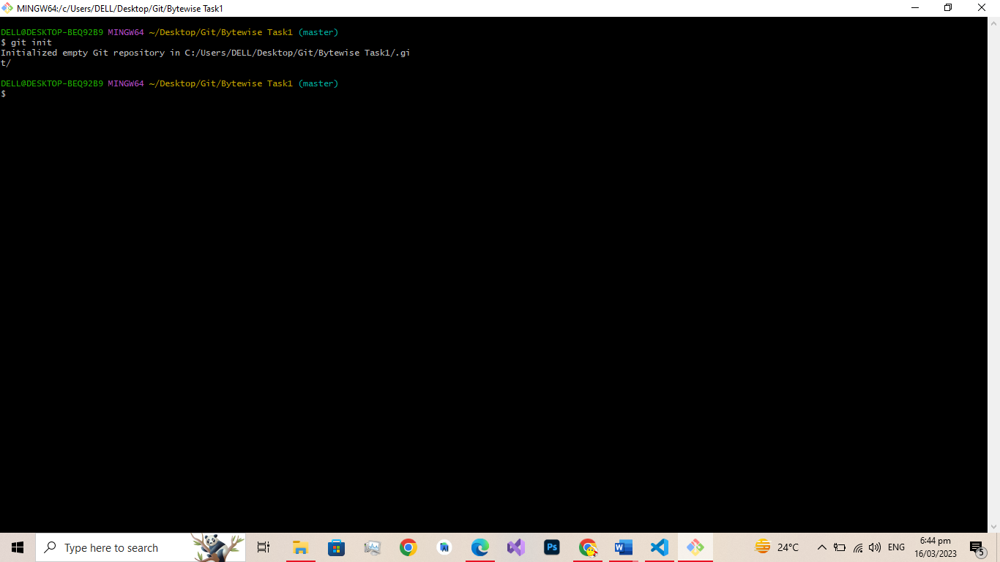 MINGW64:/c/Users/DELL/Desktop/Git/Bytewise Task1
DELL@DESKTOP-BEQ92B9 MINGW64 ~/Desktop/Git/Bytewise Task1 (master)
$ git init
Initialized empty Git repository in C:/Users/DELL/Desktop/Git/Bytewise Task1/.gi
t/
DELL@DESKTOP-BEQ92B9 MINGW64 ~/Desktop/Git/Bytewise Task1 (master)
$
Type here to search
Ps
W
24°C
ENG
6:44 pm
16/03/2023
5